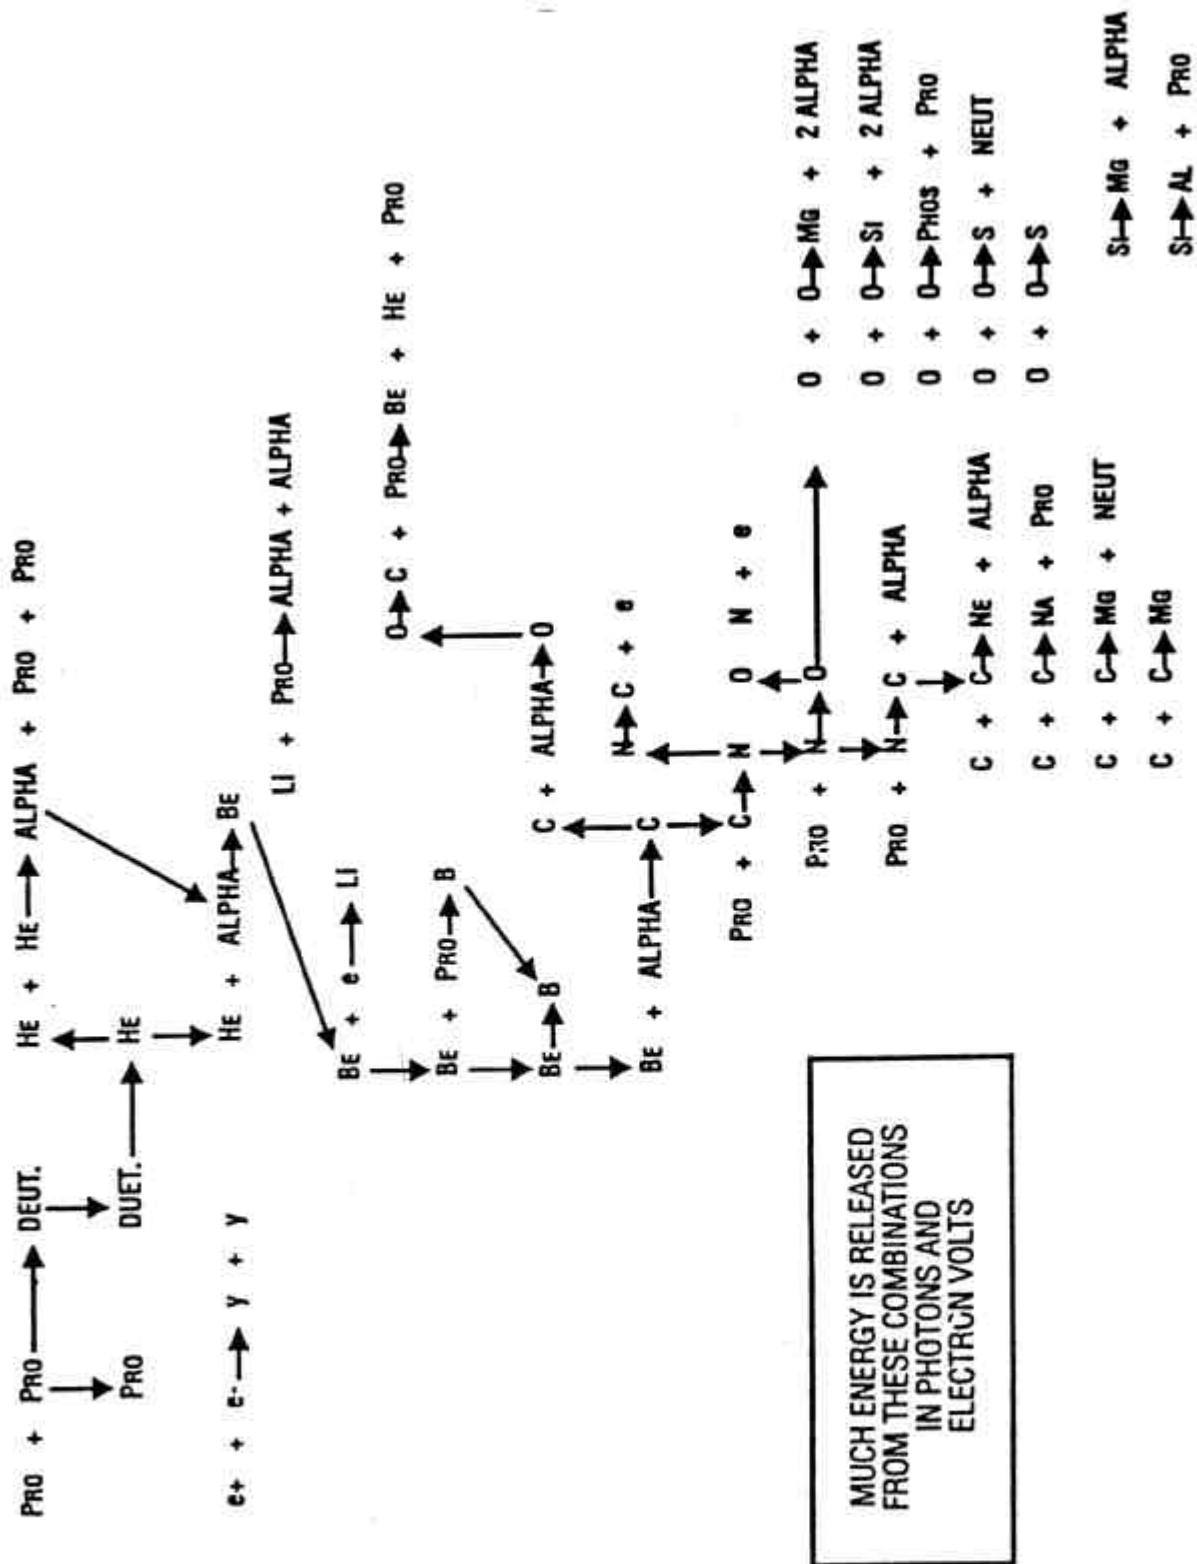 PRO + PRO → DEUT.
HE + HE → ALPHA + PRO + PRO
PRO
DUET. → HE
e+ + e- → y + y
HE + ALPHA → BE
LI + PRO → ALPHA + ALPHA
BE + e → LI
O → C + PRO → BE + HE + PRO
BE + PRO → B
BE → B
C + ALPHA → O
N → C + e
BE + ALPHA → C
PRO + C → N O N + e
PRO + N → O
PRO + N → C + ALPHA
O + O → MG + 2 ALPHA
O + O → SI + 2 ALPHA
O + O → PHOS + PRO
O + O → S + NEUT
O + O → S
C + C → NE + ALPHA
C + C → NA + PRO
C + C → MG + NEUT
C + C → MG
SI → MG + ALPHA
SI → AL + PRO
MUCH ENERGY IS RELEASED
FROM THESE COMBINATIONS
IN PHOTONS AND
ELECTRON VOLTS